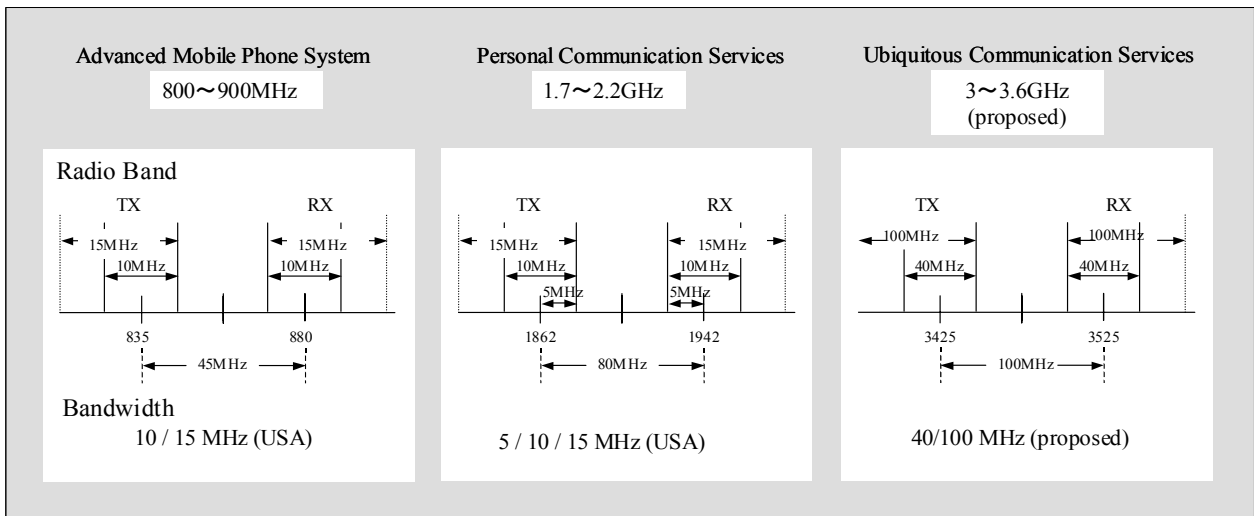 Advanced Mobile Phone System
800～900MHz
Radio Band
TX
RX
15MHz
15MHz
10MHz
10MHz
835
880
45MHz
Bandwidth
10 / 15 MHz (USA)
Personal Communication Services
1.7～2.2GHz
TX
RX
15MHz
15MHz
10MHz
10MHz
5MHz
5MHz
1862
1942
80MHz
5 / 10 / 15 MHz (USA)
Ubiquitous Communication Services
3～3.6GHz
(proposed)
TX
RX
100MHz
100MHz
40MHz
40MHz
3425
3525
100MHz
40/100 MHz (proposed)